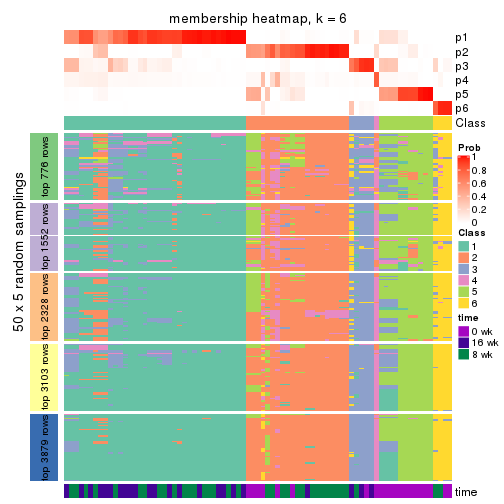 membership heatmap, k = 6
p1
p2
p3
p4
p5
p6
Class
50 x 5 random samplings
top 776 rows
top 1552 rows
top 2328 rows
top 3103 rows
top 3879 rows
time
Prob
1
0.8
0.6
0.4
0.2
0
Class
1
2
3
4
5
6
time
0 wk
16 wk
8 wk